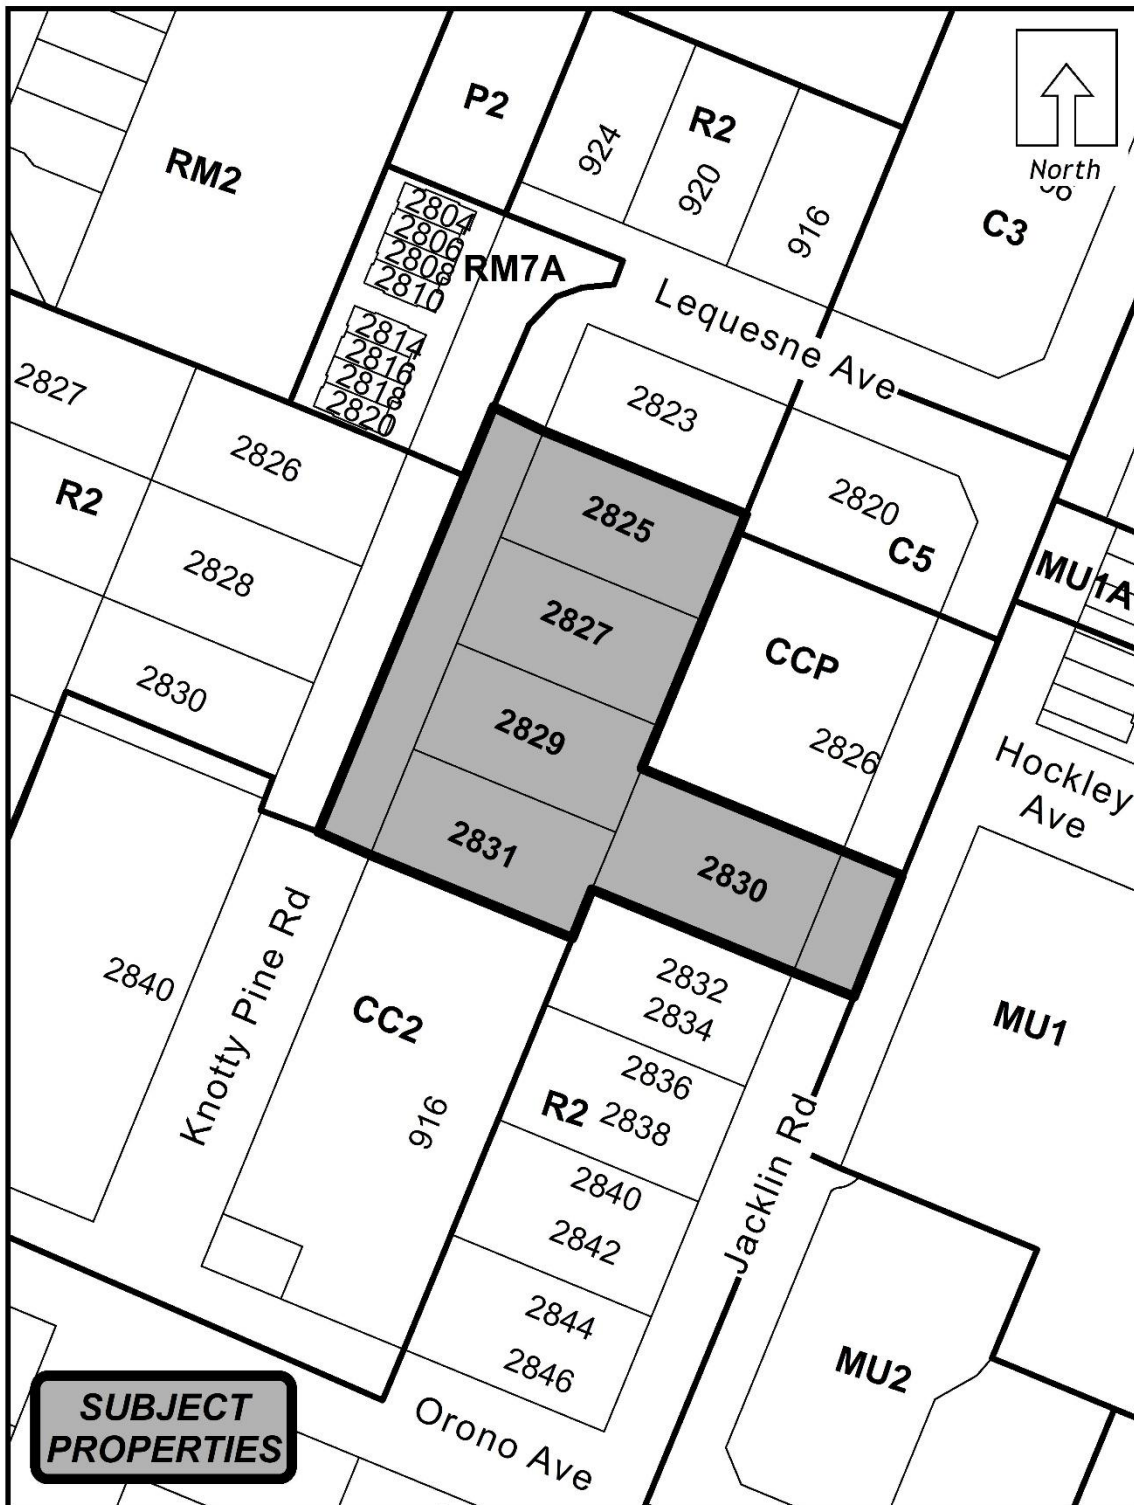 North
P2
R2
RM2
924
920
916
C3
2804
2806
2808
2810
RM7A
2814
2816
2818
2820
Lequesne Ave
2827
2826
2823
R2
2828
2830
2825
2820
C5
MU1A
2827
CCP
2829
2826
Hockley
Ave
2831
2830
2840
Knotty Pine Rd
CC2
916
2832
2834
MU1
2836
R2
2838
Jacklin Rd
2840
2842
2844
2846
MU2
SUBJECT
PROPERTIES
Orono Ave